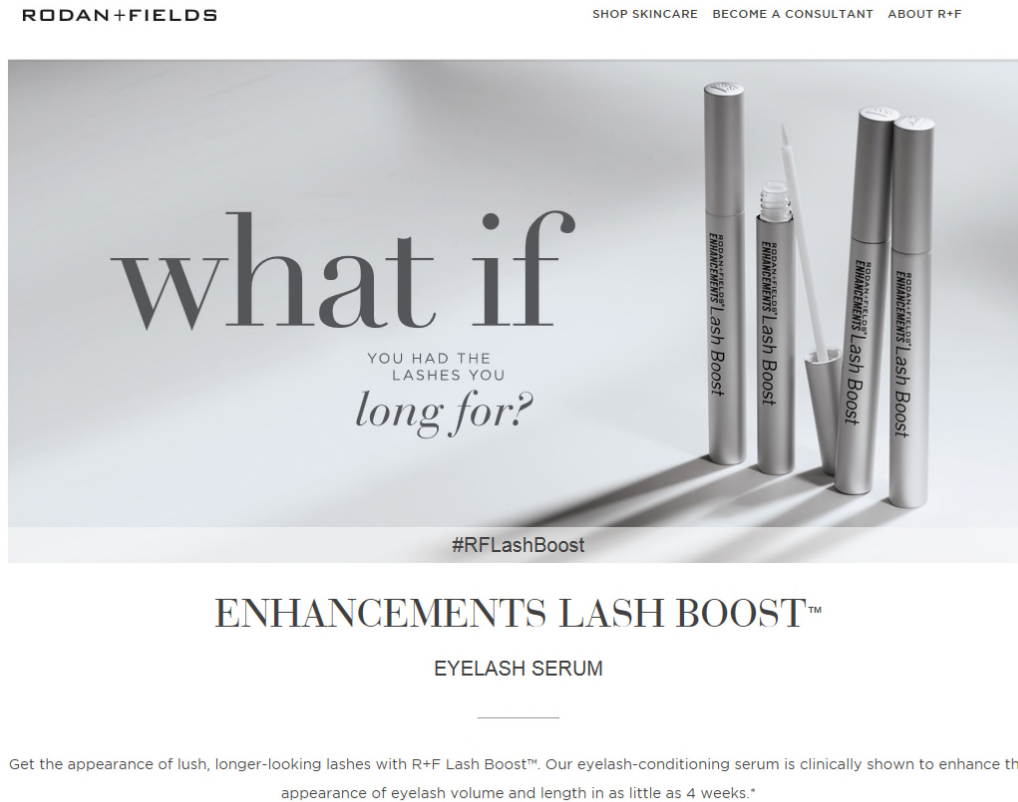 RODAN+FIELDS
SHOP SKINCARE BECOME A CONSULTANT ABOUT R+F
what if
YOU HAD THE
LASHES YOU
long for?
RODAN+FIELDS
ENHANCEMENTS Lash Boost
RODAN+FIELDS
ENHANCEMENTS Lash Boost
RODAN+FIELDS
ENHANCEMENTS Lash Boost
RODAN+FIELDS
ENHANCEMENTS Lash Boost
#RFLashBoost
ENHANCEMENTS LASH BOOST™
EYELASH SERUM
Get the appearance of lush, longer-looking lashes with R+F Lash Boost™. Our eyelash-conditioning serum is clinically shown to enhance th
appearance of eyelash volume and length in as little as 4 weeks.*